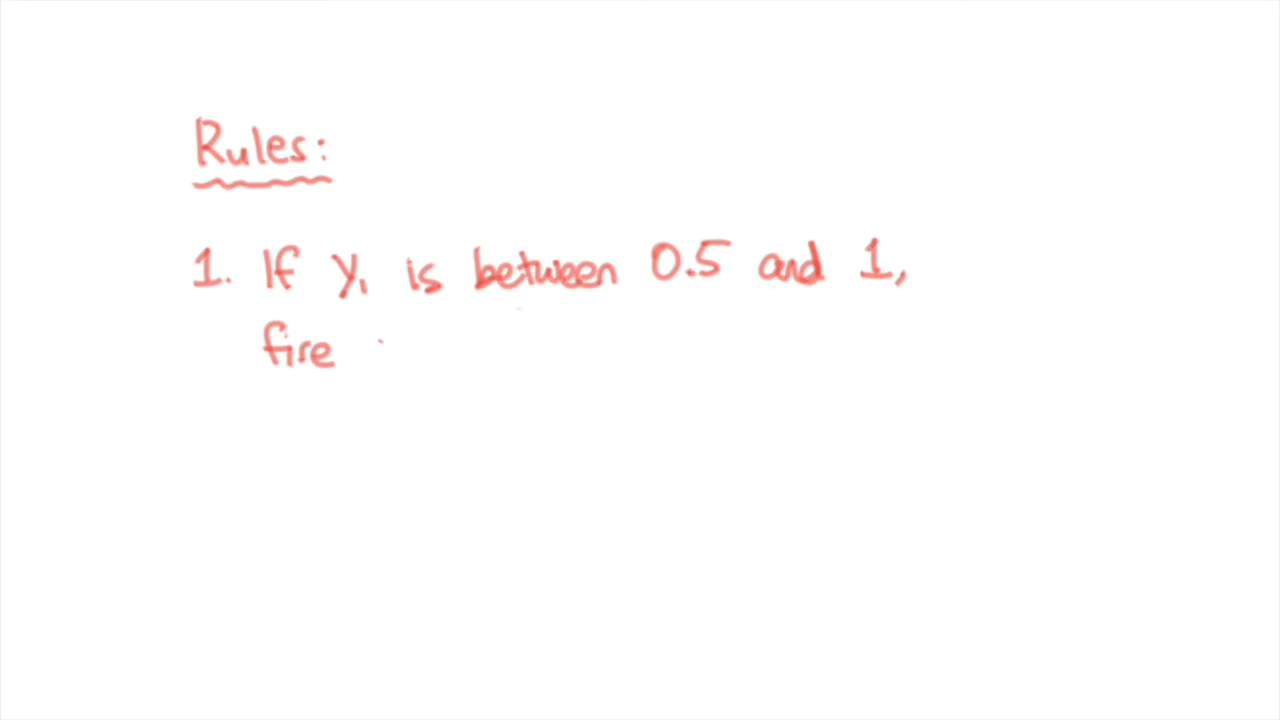 Rules:
1. If y₁ is between 0.5 and 1,
fire